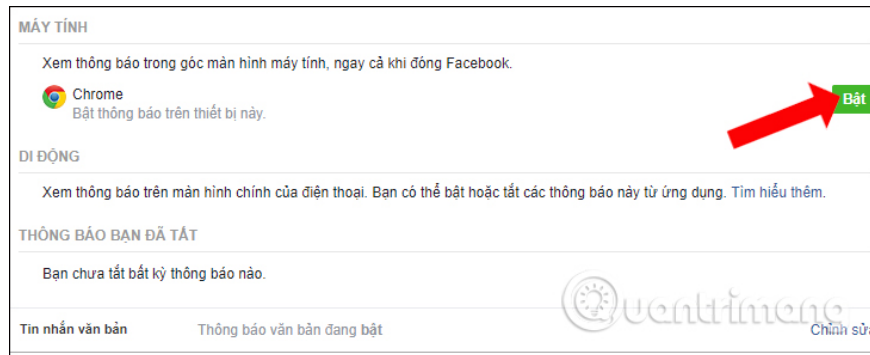 MÁY TÍNH
Xem thông báo trong góc màn hình máy tính, ngay cả khi đóng Facebook.
Chrome
Bật
Bật thông báo trên thiết bị này.
DI ĐỘNG
Xem thông báo trên màn hình chính của điện thoại. Bạn có thể bật hoặc tắt các thông báo này từ ứng dụng. Tìm hiểu thêm.
THÔNG BÁO BẠN ĐÃ TẮT
Bạn chưa tắt bất kỳ thông báo nào.
Quantrimang
Tin nhắn văn bản Thông báo văn bản đang bật Chỉnh sửa